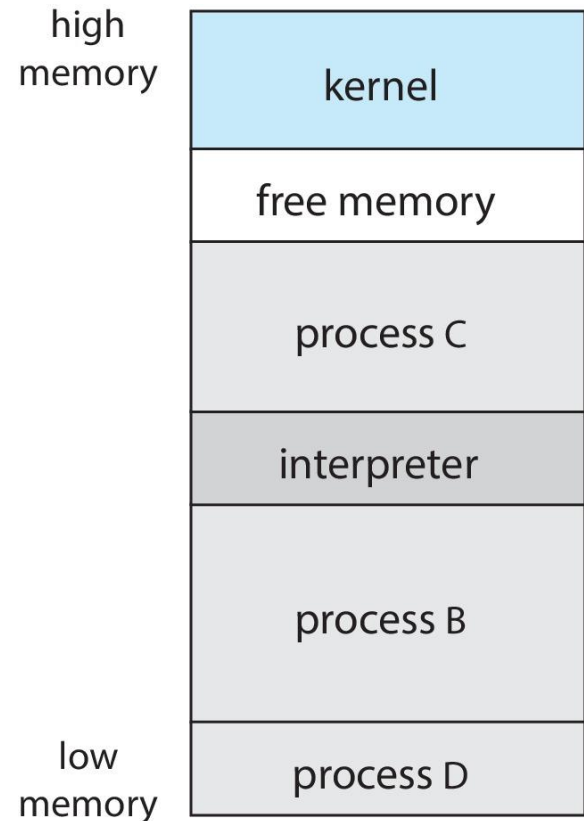 high
memory
kernel
free memory
process C
interpreter
process B
process D
low
memory